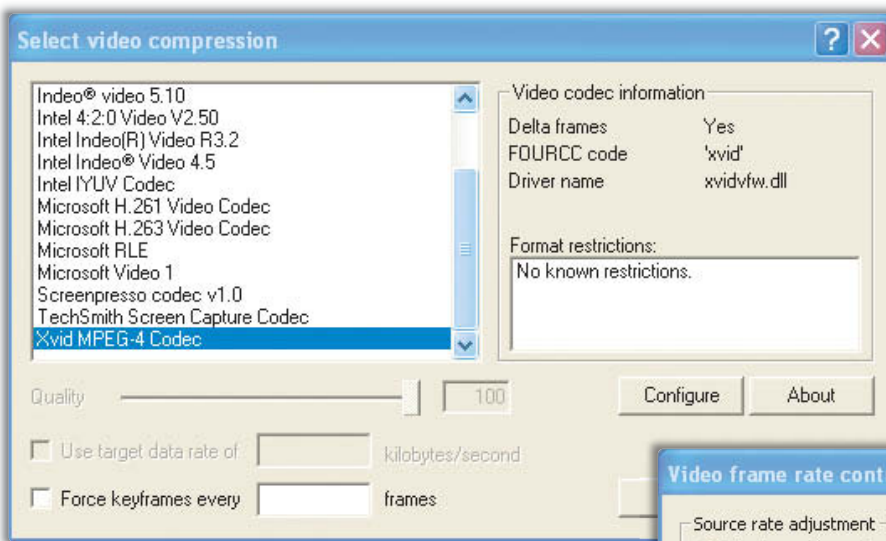 Select video compression
Indeo® video 5.10
Intel 4:2:0 Video V2.50
Intel Indeo(R) Video R3.2
Intel Indeo® Video 4.5
Intel IYUV Codec
Microsoft H.261 Video Codec
Microsoft H.263 Video Codec
Microsoft RLE
Microsoft Video 1
Screenpresso codec v1.0
TechSmith Screen Capture Codec
Xvid MPEG-4 Codec
Video codec information
Delta frames Yes
FOURCC code 'xvid'
Driver name xvidvfw.dll
Format restrictions:
No known restrictions.
Quality 100
Configure About
Use target data rate of kilobytes/second
Force keyframes every frames
Video frame rate cont
Source rate adjustment